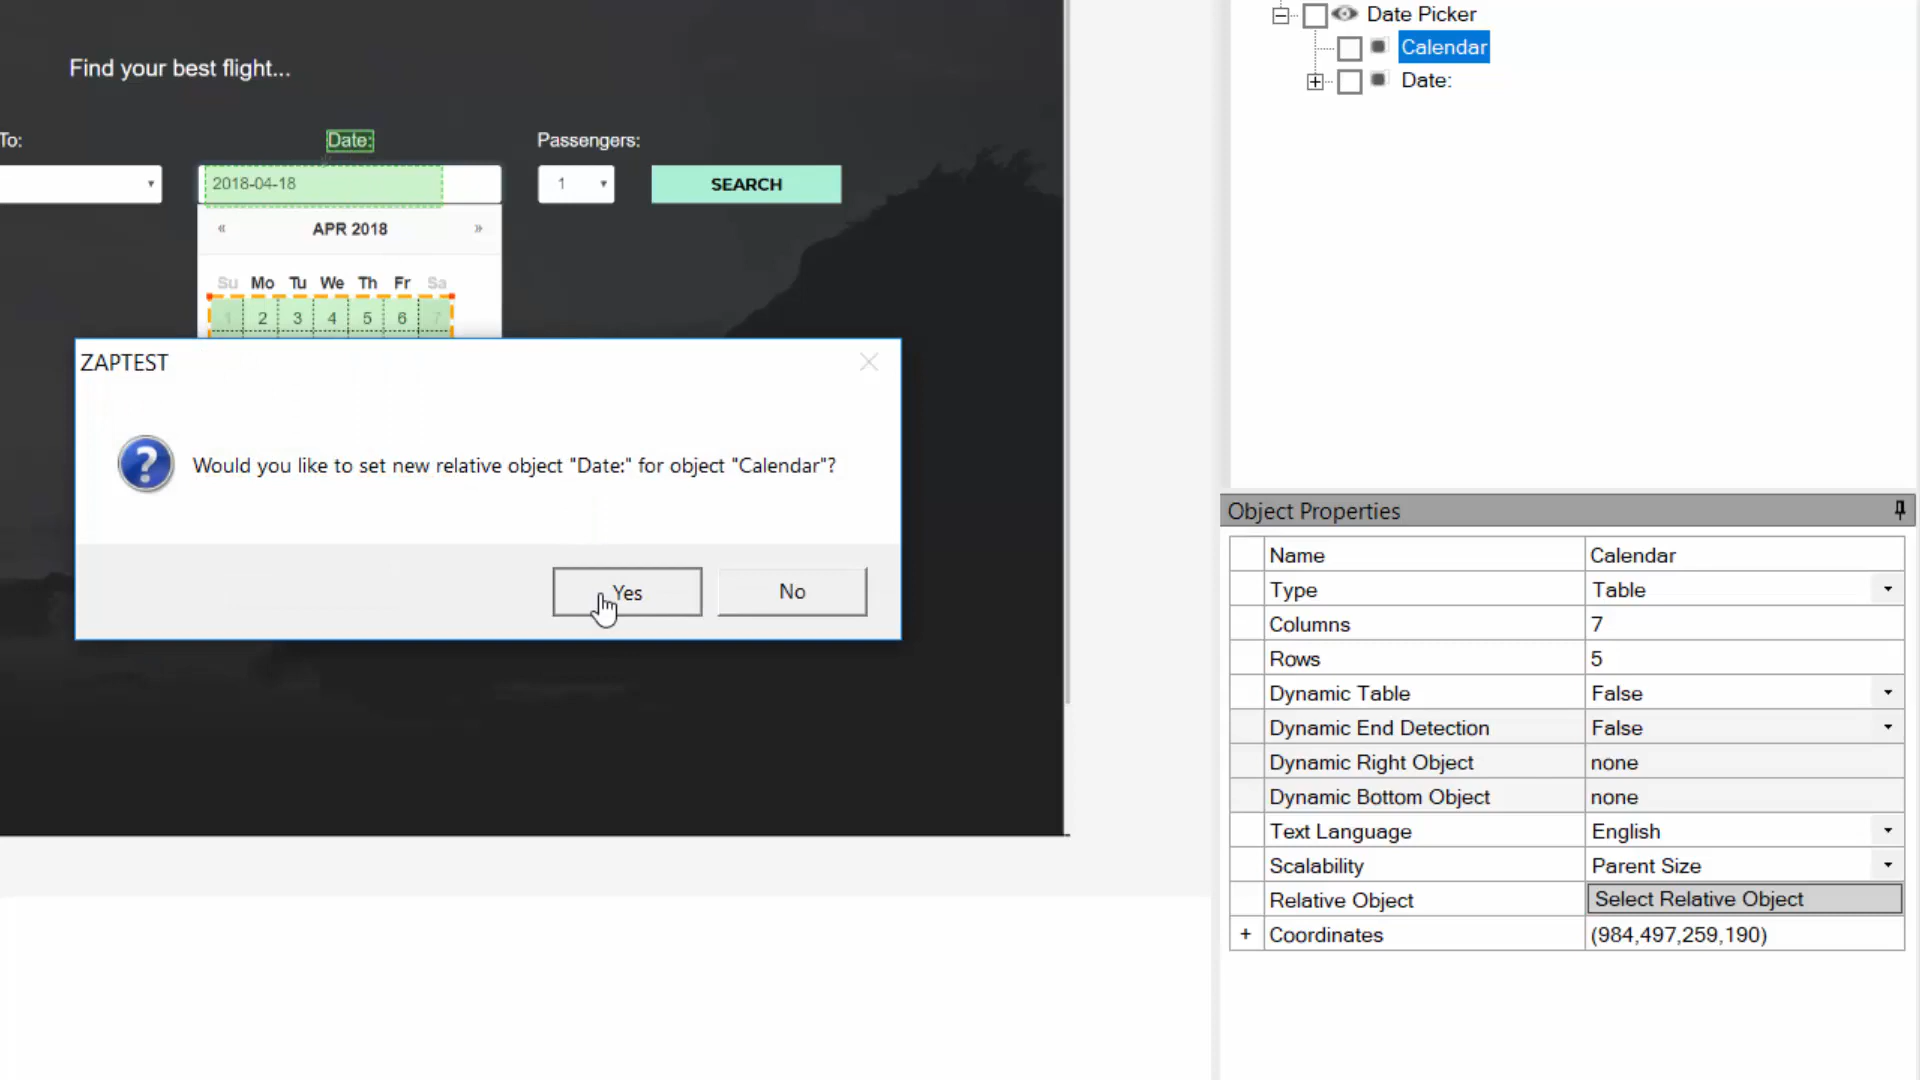 Date Picker
Calendar
Date:
Find your best flight...
To:
Date:
Passengers:
2018-04-18
1
SEARCH
« APR 2018 »
Su Mo Tu We Th Fr Sa
1 2 3 4 5 6 7
ZAPTEST
Would you like to set new relative object "Date:" for object "Calendar"?
Yes
No
Object Properties
Name Calendar
Type Table
Columns 7
Rows 5
Dynamic Table False
Dynamic End Detection False
Dynamic Right Object none
Dynamic Bottom Object none
Text Language English
Scalability Parent Size
Relative Object Select Relative Object
+ Coordinates (984,497,259,190)